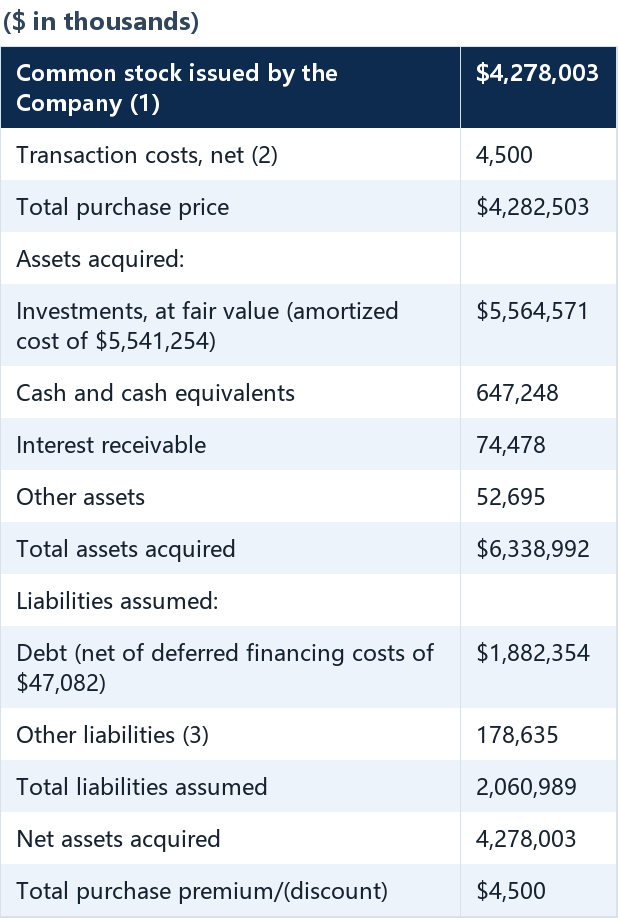 ($ in thousands)
Common stock issued by the $4,278,003
Company (1)
Transaction costs, net (2) 4,500
Total purchase price $4,282,503
Assets acquired:
Investments, at fair value (amortized $5,564,571
cost of $5,541,254)
Cash and cash equivalents 647,248
Interest receivable 74,478
Other assets 52,695
Total assets acquired $6,338,992
Liabilities assumed:
Debt (net of deferred financing costs of $1,882,354
$47,082)
Other liabilities (3) 178,635
Total liabilities assumed 2,060,989
Net assets acquired 4,278,003
Total purchase premium/(discount) $4,500